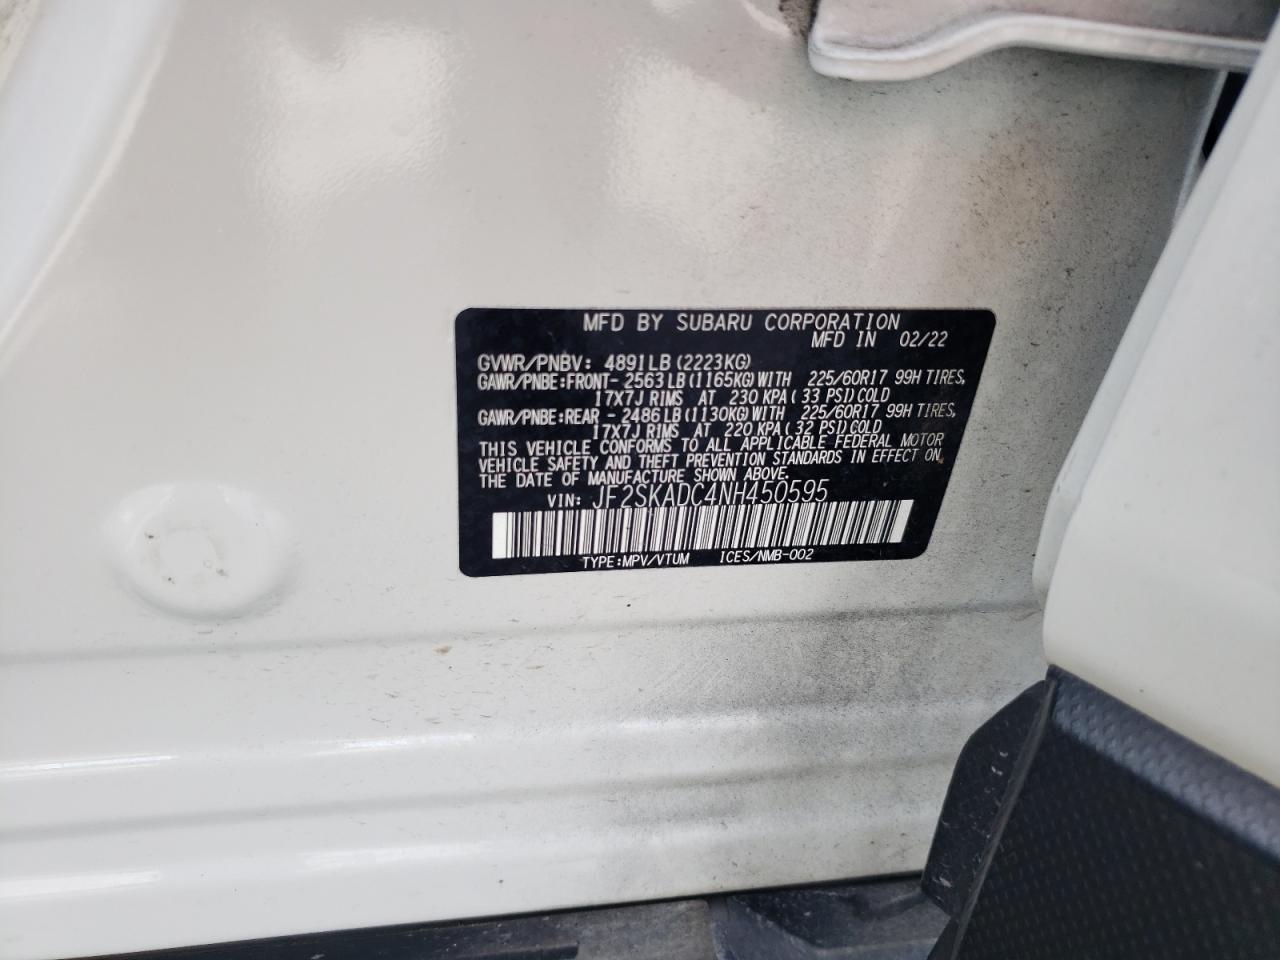 MFD BY SUBARU CORPORATION
MFD IN 02/22
GVWR/PNBV: 4891LB (2223KG)
GAWR/PNBE:FRONT- 2563LB(1165KG)WITH 225/60R17 99H TIRES,
17X7J RIMS AT 230 KPA( 33 PSI)COLD
GAWR/PNBE:REAR - 2486LB(1130KG)WITH 225/60R17 99H TIRES,
17X7J RIMS AT 220 KPA( 32 PSI)COLD
THIS VEHICLE CONFORMS TO ALL APPLICABLE FEDERAL MOTOR
VEHICLE SAFETY AND THEFT PREVENTION STANDARDS IN EFFECT ON
THE DATE OF MANUFACTURE SHOWN ABOVE.
VIN: JF2SKADC4NH450595
TYPE:MPV/VTUM ICES/NMB-002